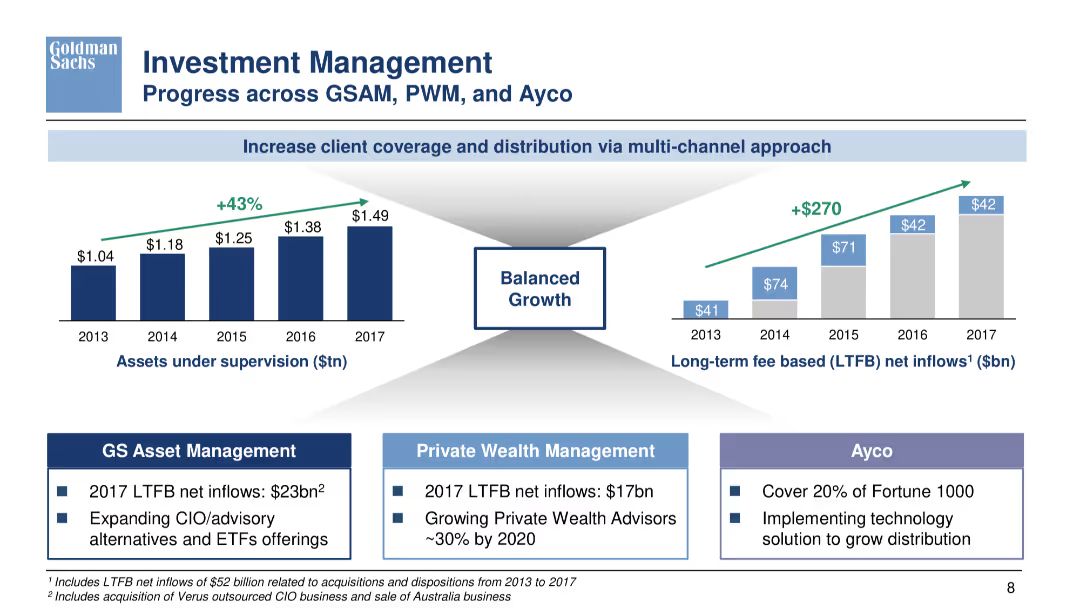 Goldman
Sachs
Investment Management
Progress across GSAM, PWM, and Ayco
Increase client coverage and distribution via multi-channel approach
+43%
$1.04
$1.18
$1.25
$1.38
$1.49
2013
2014
2015
2016
2017
Assets under supervision ($tn)
Balanced
Growth
+$270
$41
$74
$71
$42
$42
2013
2014
2015
2016
2017
Long-term fee based (LTFB) net inflows¹ ($bn)
GS Asset Management
■ 2017 LTFB net inflows: $23bn²
■ Expanding CIO/advisory
alternatives and ETFs offerings
Private Wealth Management
■ 2017 LTFB net inflows: $17bn
■ Growing Private Wealth Advisors
~30% by 2020
Ayco
■ Cover 20% of Fortune 1000
■ Implementing technology
solution to grow distribution
¹ Includes LTFB net inflows of $52 billion related to acquisitions and dispositions from 2013 to 2017
² Includes acquisition of Verus outsourced CIO business and sale of Australia business
8